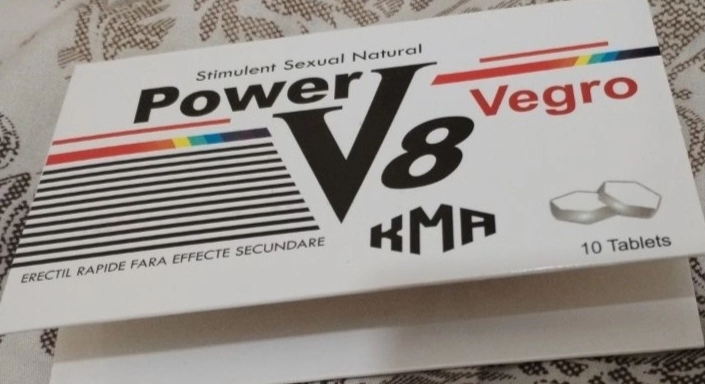 Stimulent Sexual Natural
Power V8 Vegro
KMA
ERECTIL RAPIDE FARA EFFECTE SECUNDARE
10 Tablets